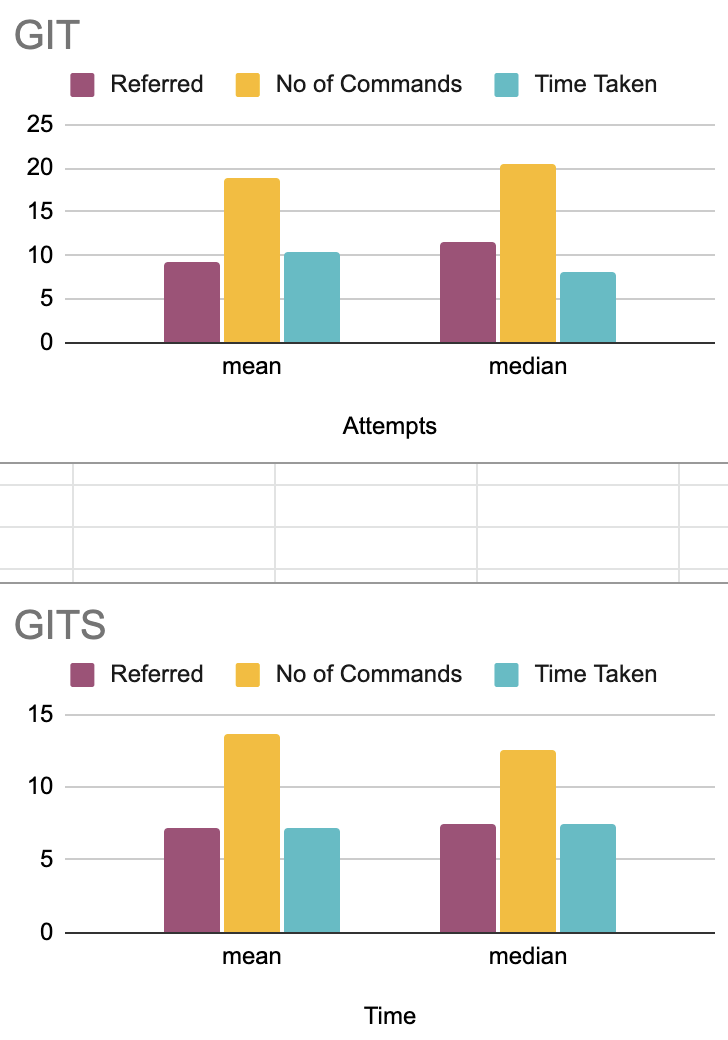 GIT
Referred No of Commands Time Taken
25
20
15
10
5
0
mean median
Attempts
GITS
Referred No of Commands Time Taken
15
10
5
0
mean median
Time